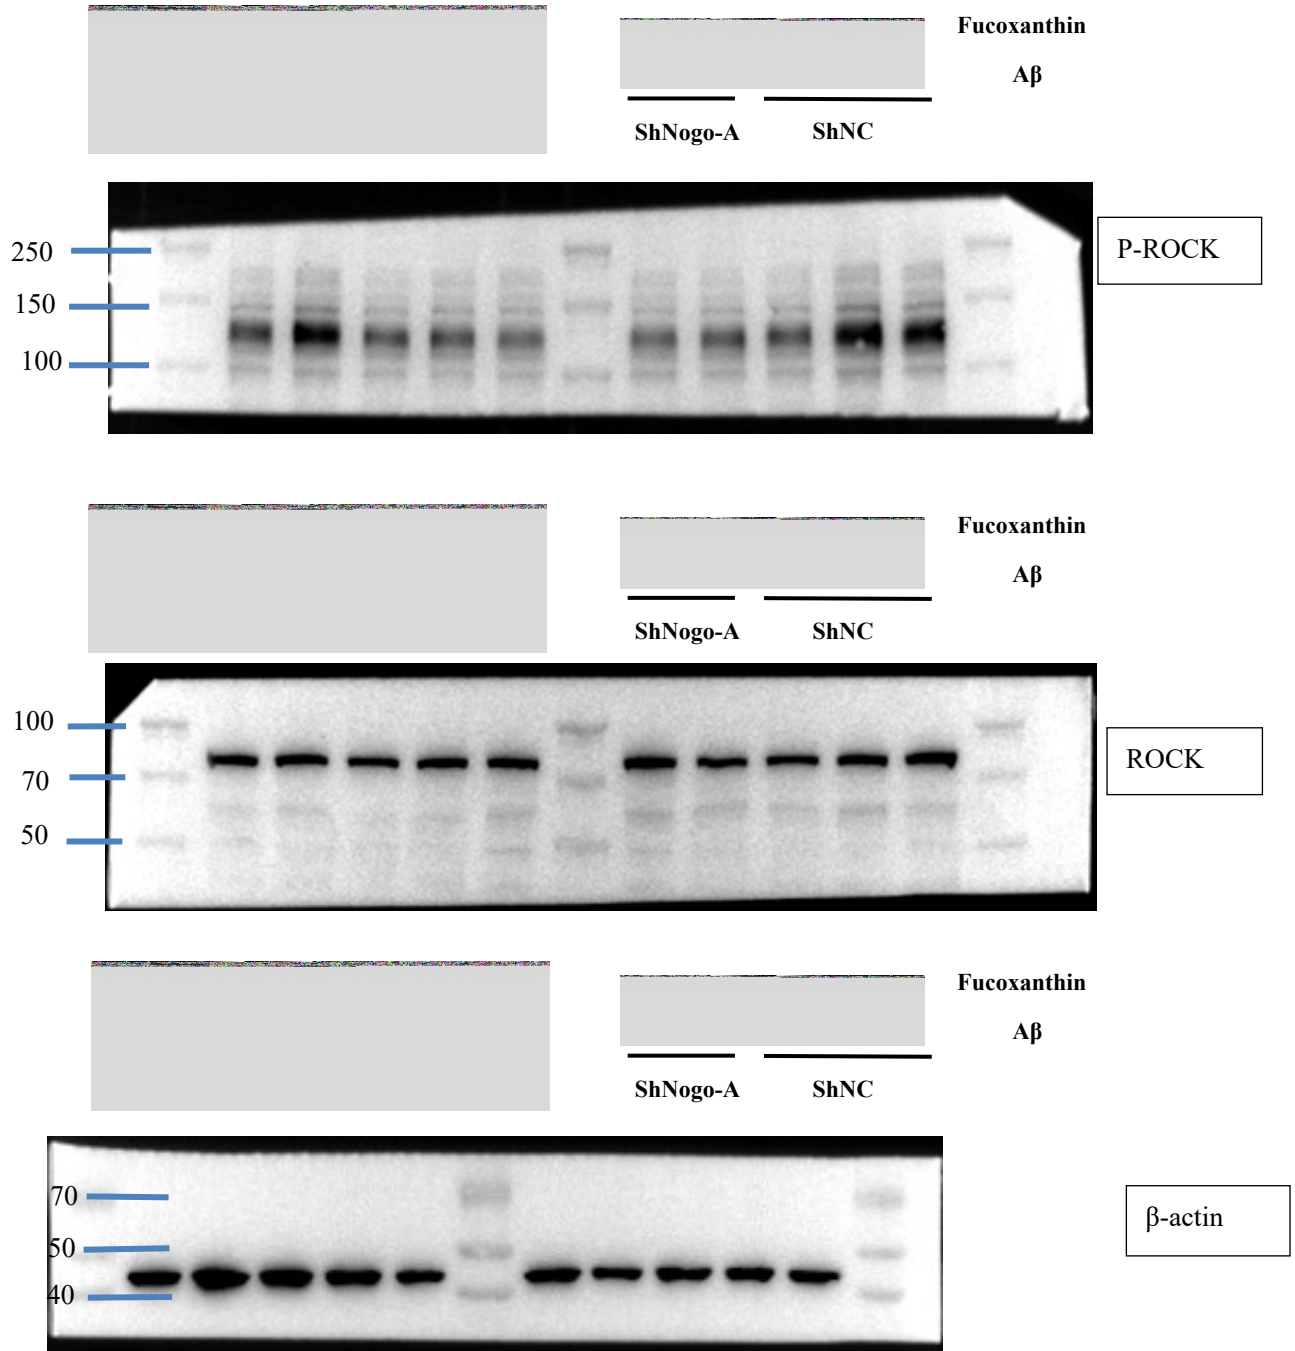 Fucoxanthin
Aβ
ShNogo-A ShNC
250
150
100
P-ROCK
Fucoxanthin
Aβ
ShNogo-A ShNC
100
70
50
ROCK
Fucoxanthin
Aβ
ShNogo-A ShNC
70
50
40
β-actin